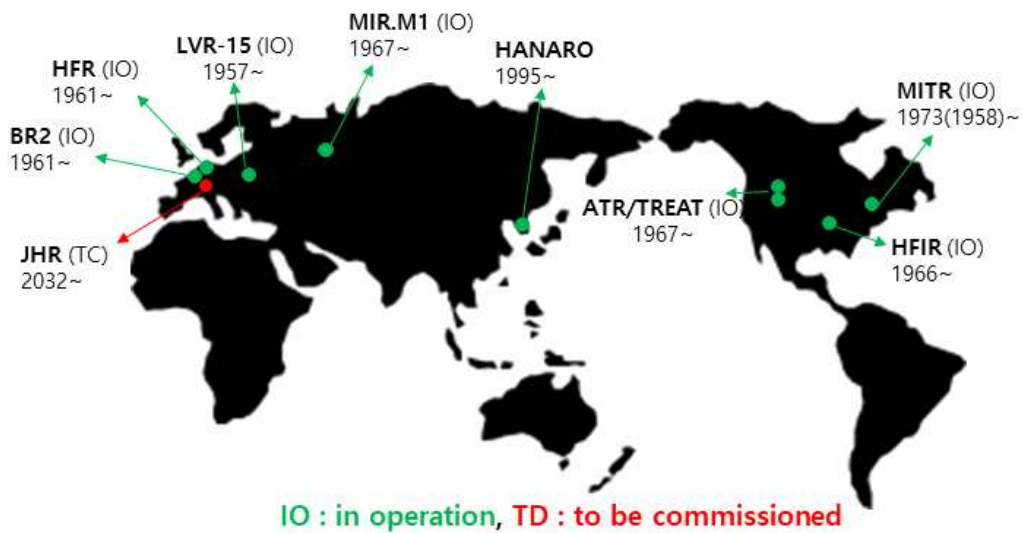 MIR.M1 (IO)
1967~
LVR-15 (IO)
1957~
HANARO
1995~
HFR (IO)
1961~
MITR (IO)
1973(1958)~
BR2 (IO)
1961~
ATR/TREAT (IO)
1967~
JHR (TC)
2032~
HFIR (IO)
1966~
IO : in operation, TD : to be commissioned